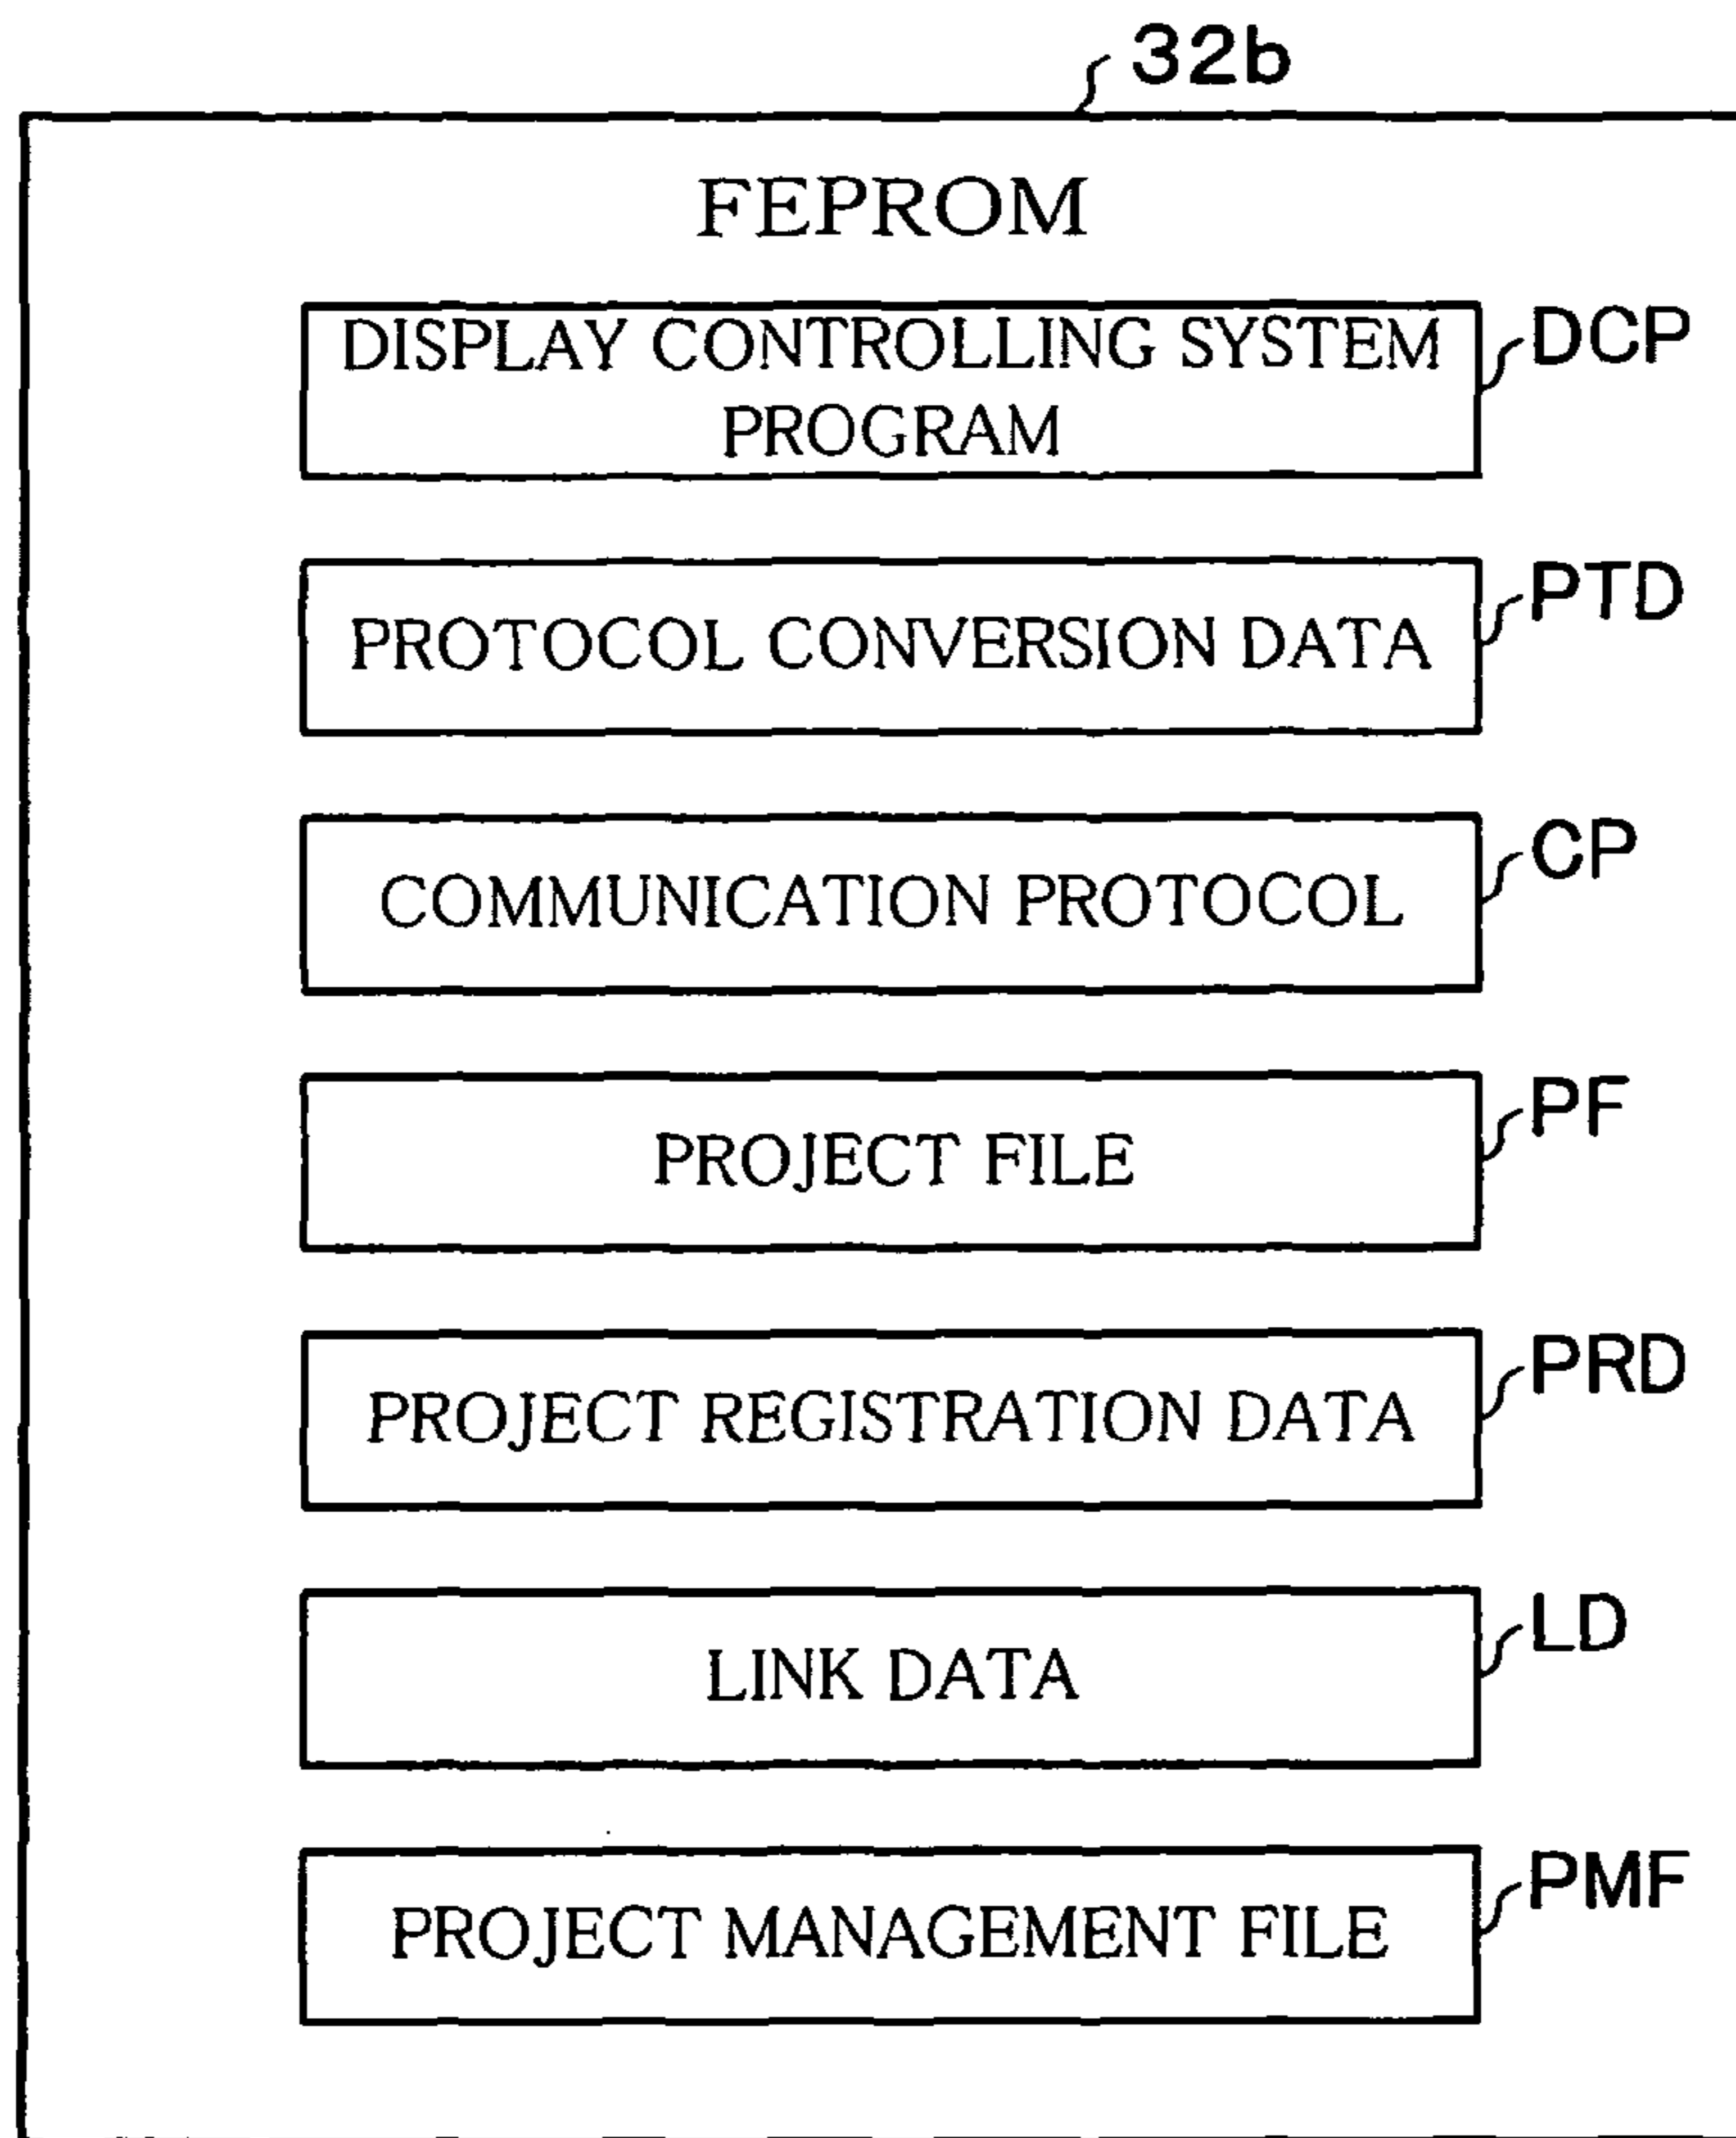 32b
FEPROM
DISPLAY CONTROLLING SYSTEM
PROGRAM
DCP
PROTOCOL CONVERSION DATA
PTD
COMMUNICATION PROTOCOL
CP
PROJECT FILE
PF
PROJECT REGISTRATION DATA
PRD
LINK DATA
LD
PROJECT MANAGEMENT FILE
PMF